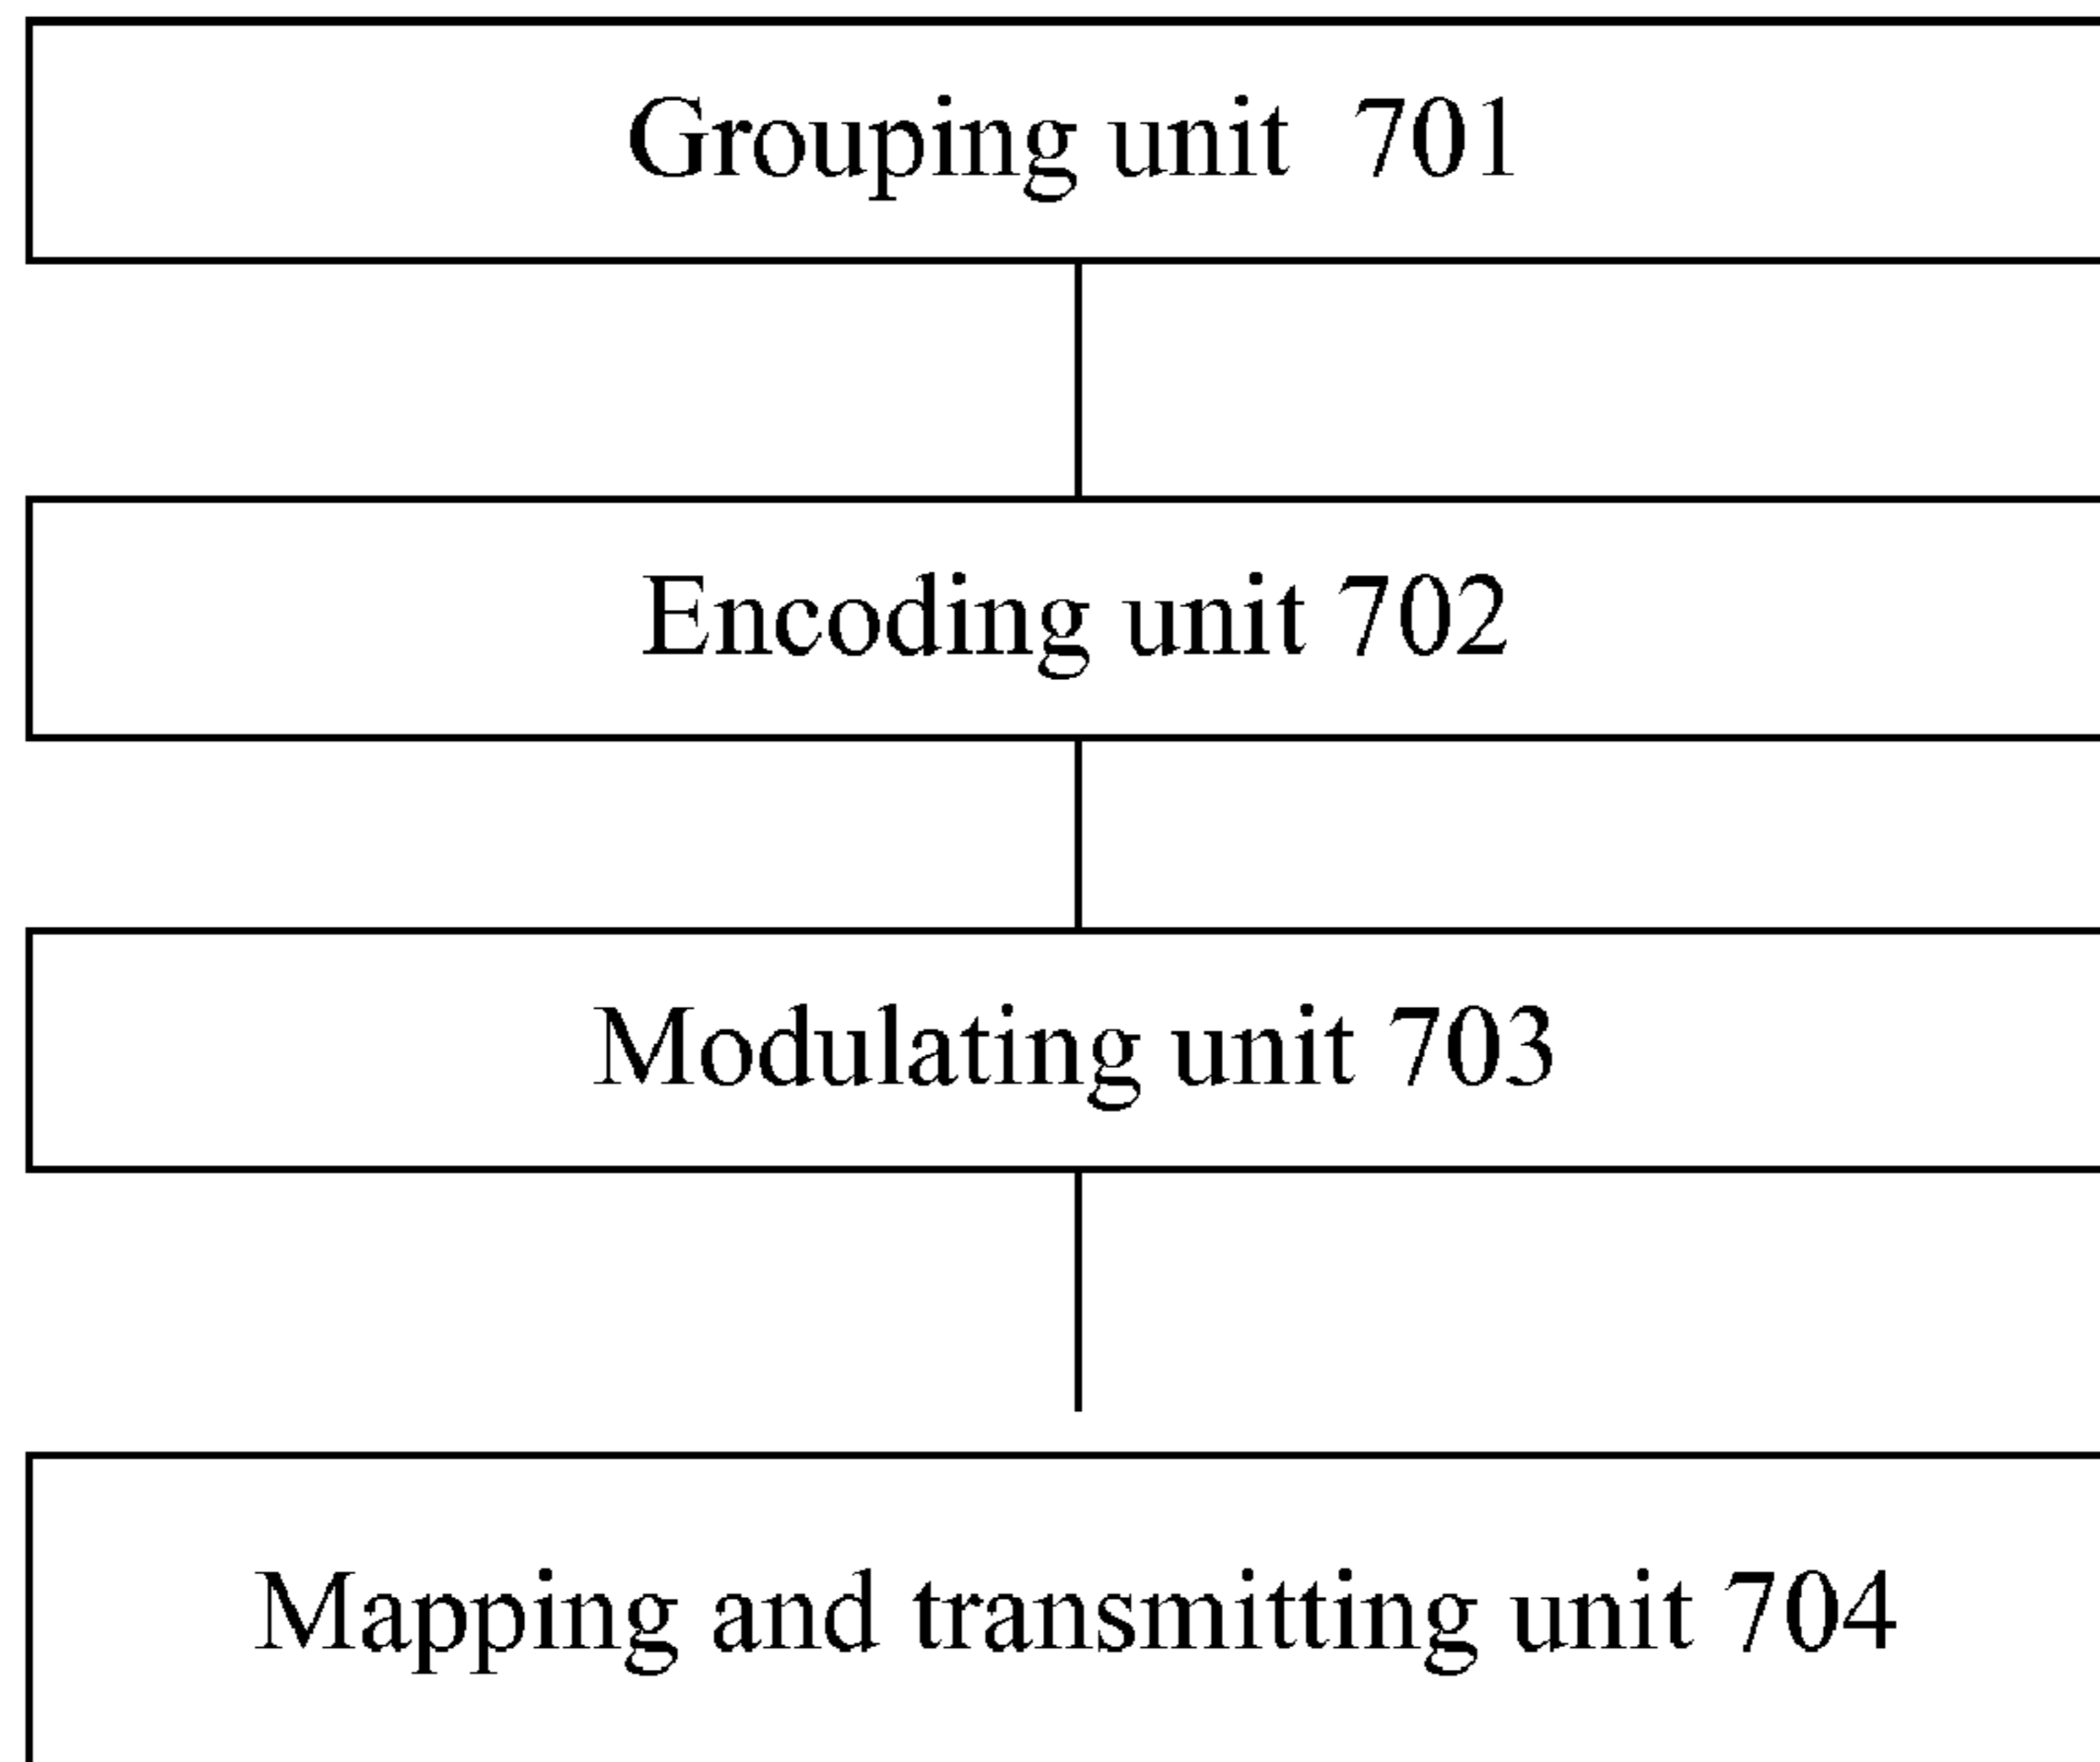 Grouping unit 701
Encoding unit 702
Modulating unit 703
Mapping and transmitting unit 704